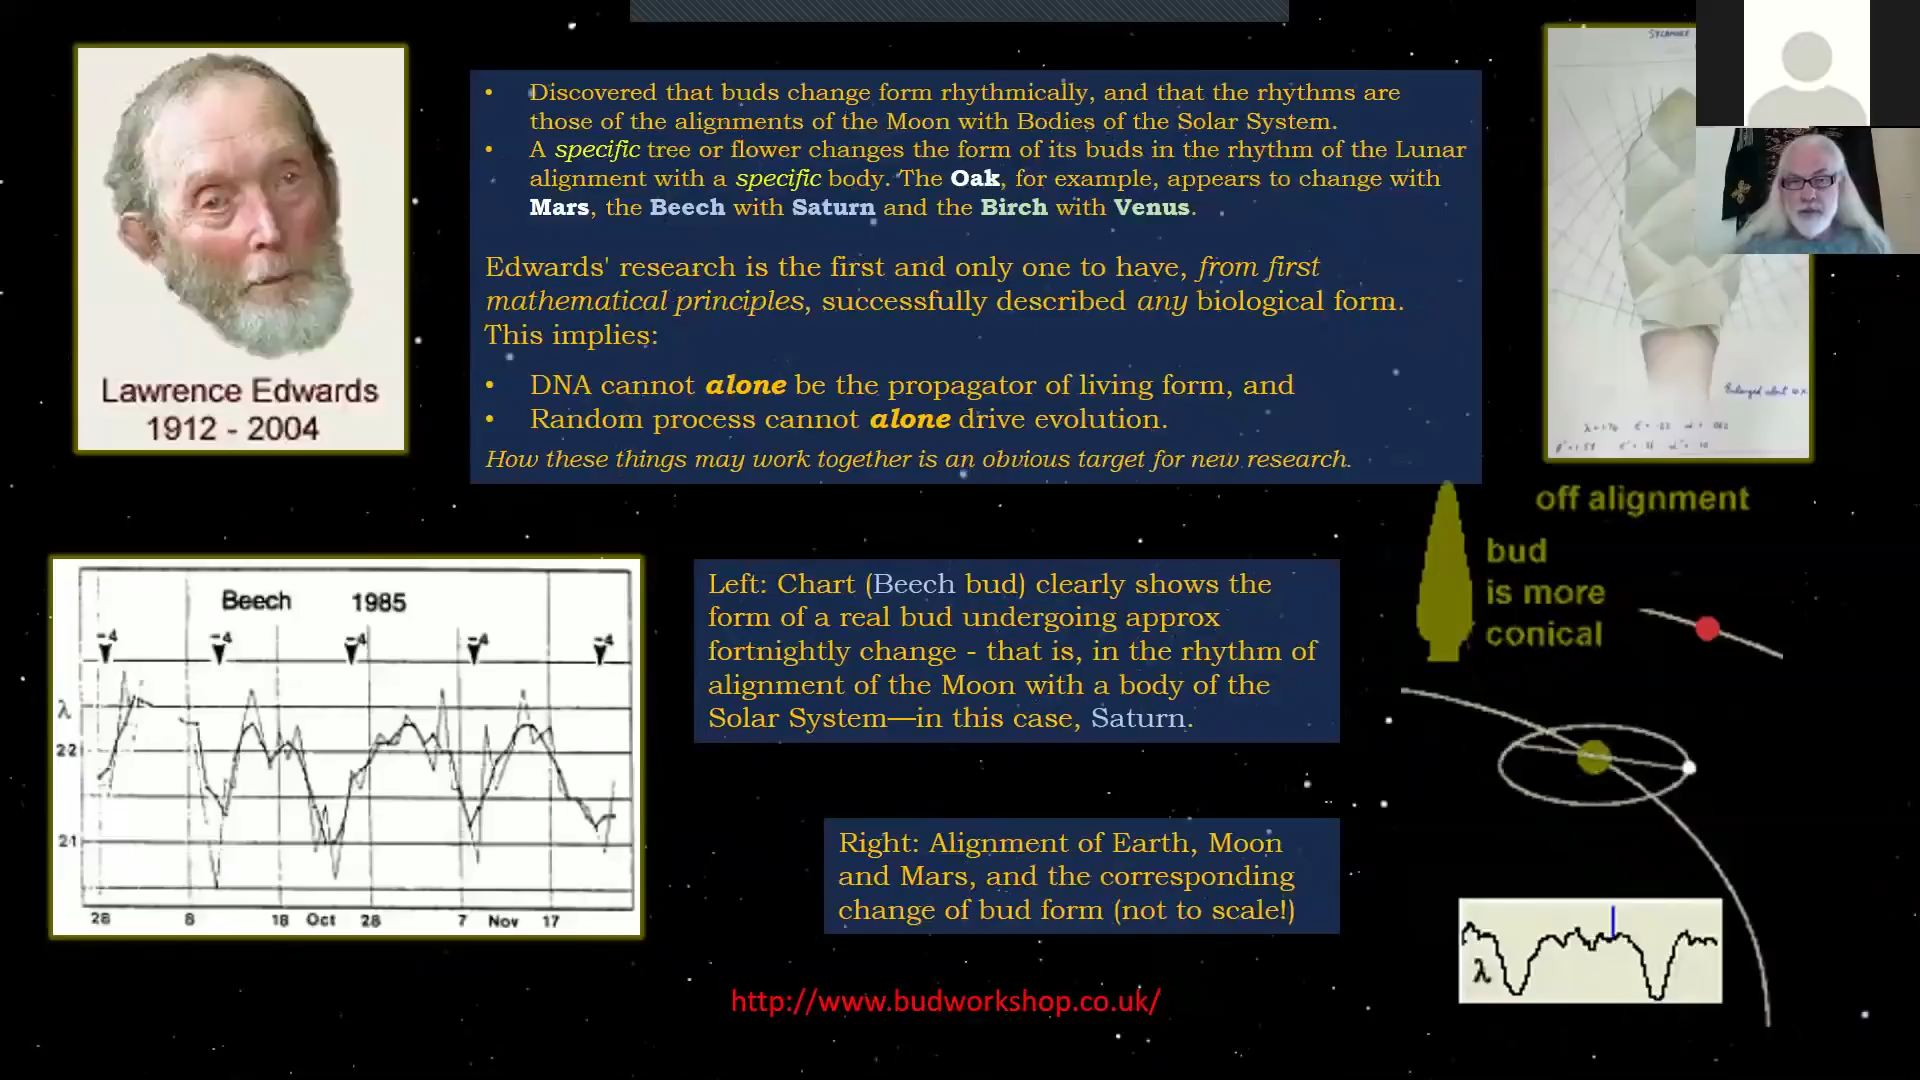 Lawrence Edwards
1912 - 2004
• Discovered that buds change form rhythmically, and that the rhythms are
those of the alignments of the Moon with Bodies of the Solar System.
• A specific tree or flower changes the form of its buds in the rhythm of the Lunar
alignment with a specific body. The Oak, for example, appears to change with
Mars, the Beech with Saturn and the Birch with Venus.
Edwards' research is the first and only one to have, from first
mathematical principles, successfully described any biological form.
This implies:
• DNA cannot alone be the propagator of living form, and
• Random process cannot alone drive evolution.
How these things may work together is an obvious target for new research.
SYCAMORE
off alignment
bud
is more
conical
Beech 1985
-4 -4 -4 -4 -4
λ
22
21
28 8 18 Oct 28 7 Nov 17
Left: Chart (Beech bud) clearly shows the
form of a real bud undergoing approx
fortnightly change - that is, in the rhythm of
alignment of the Moon with a body of the
Solar System—in this case, Saturn.
Right: Alignment of Earth, Moon
and Mars, and the corresponding
change of bud form (not to scale!)
λ
http://www.budworkshop.co.uk/